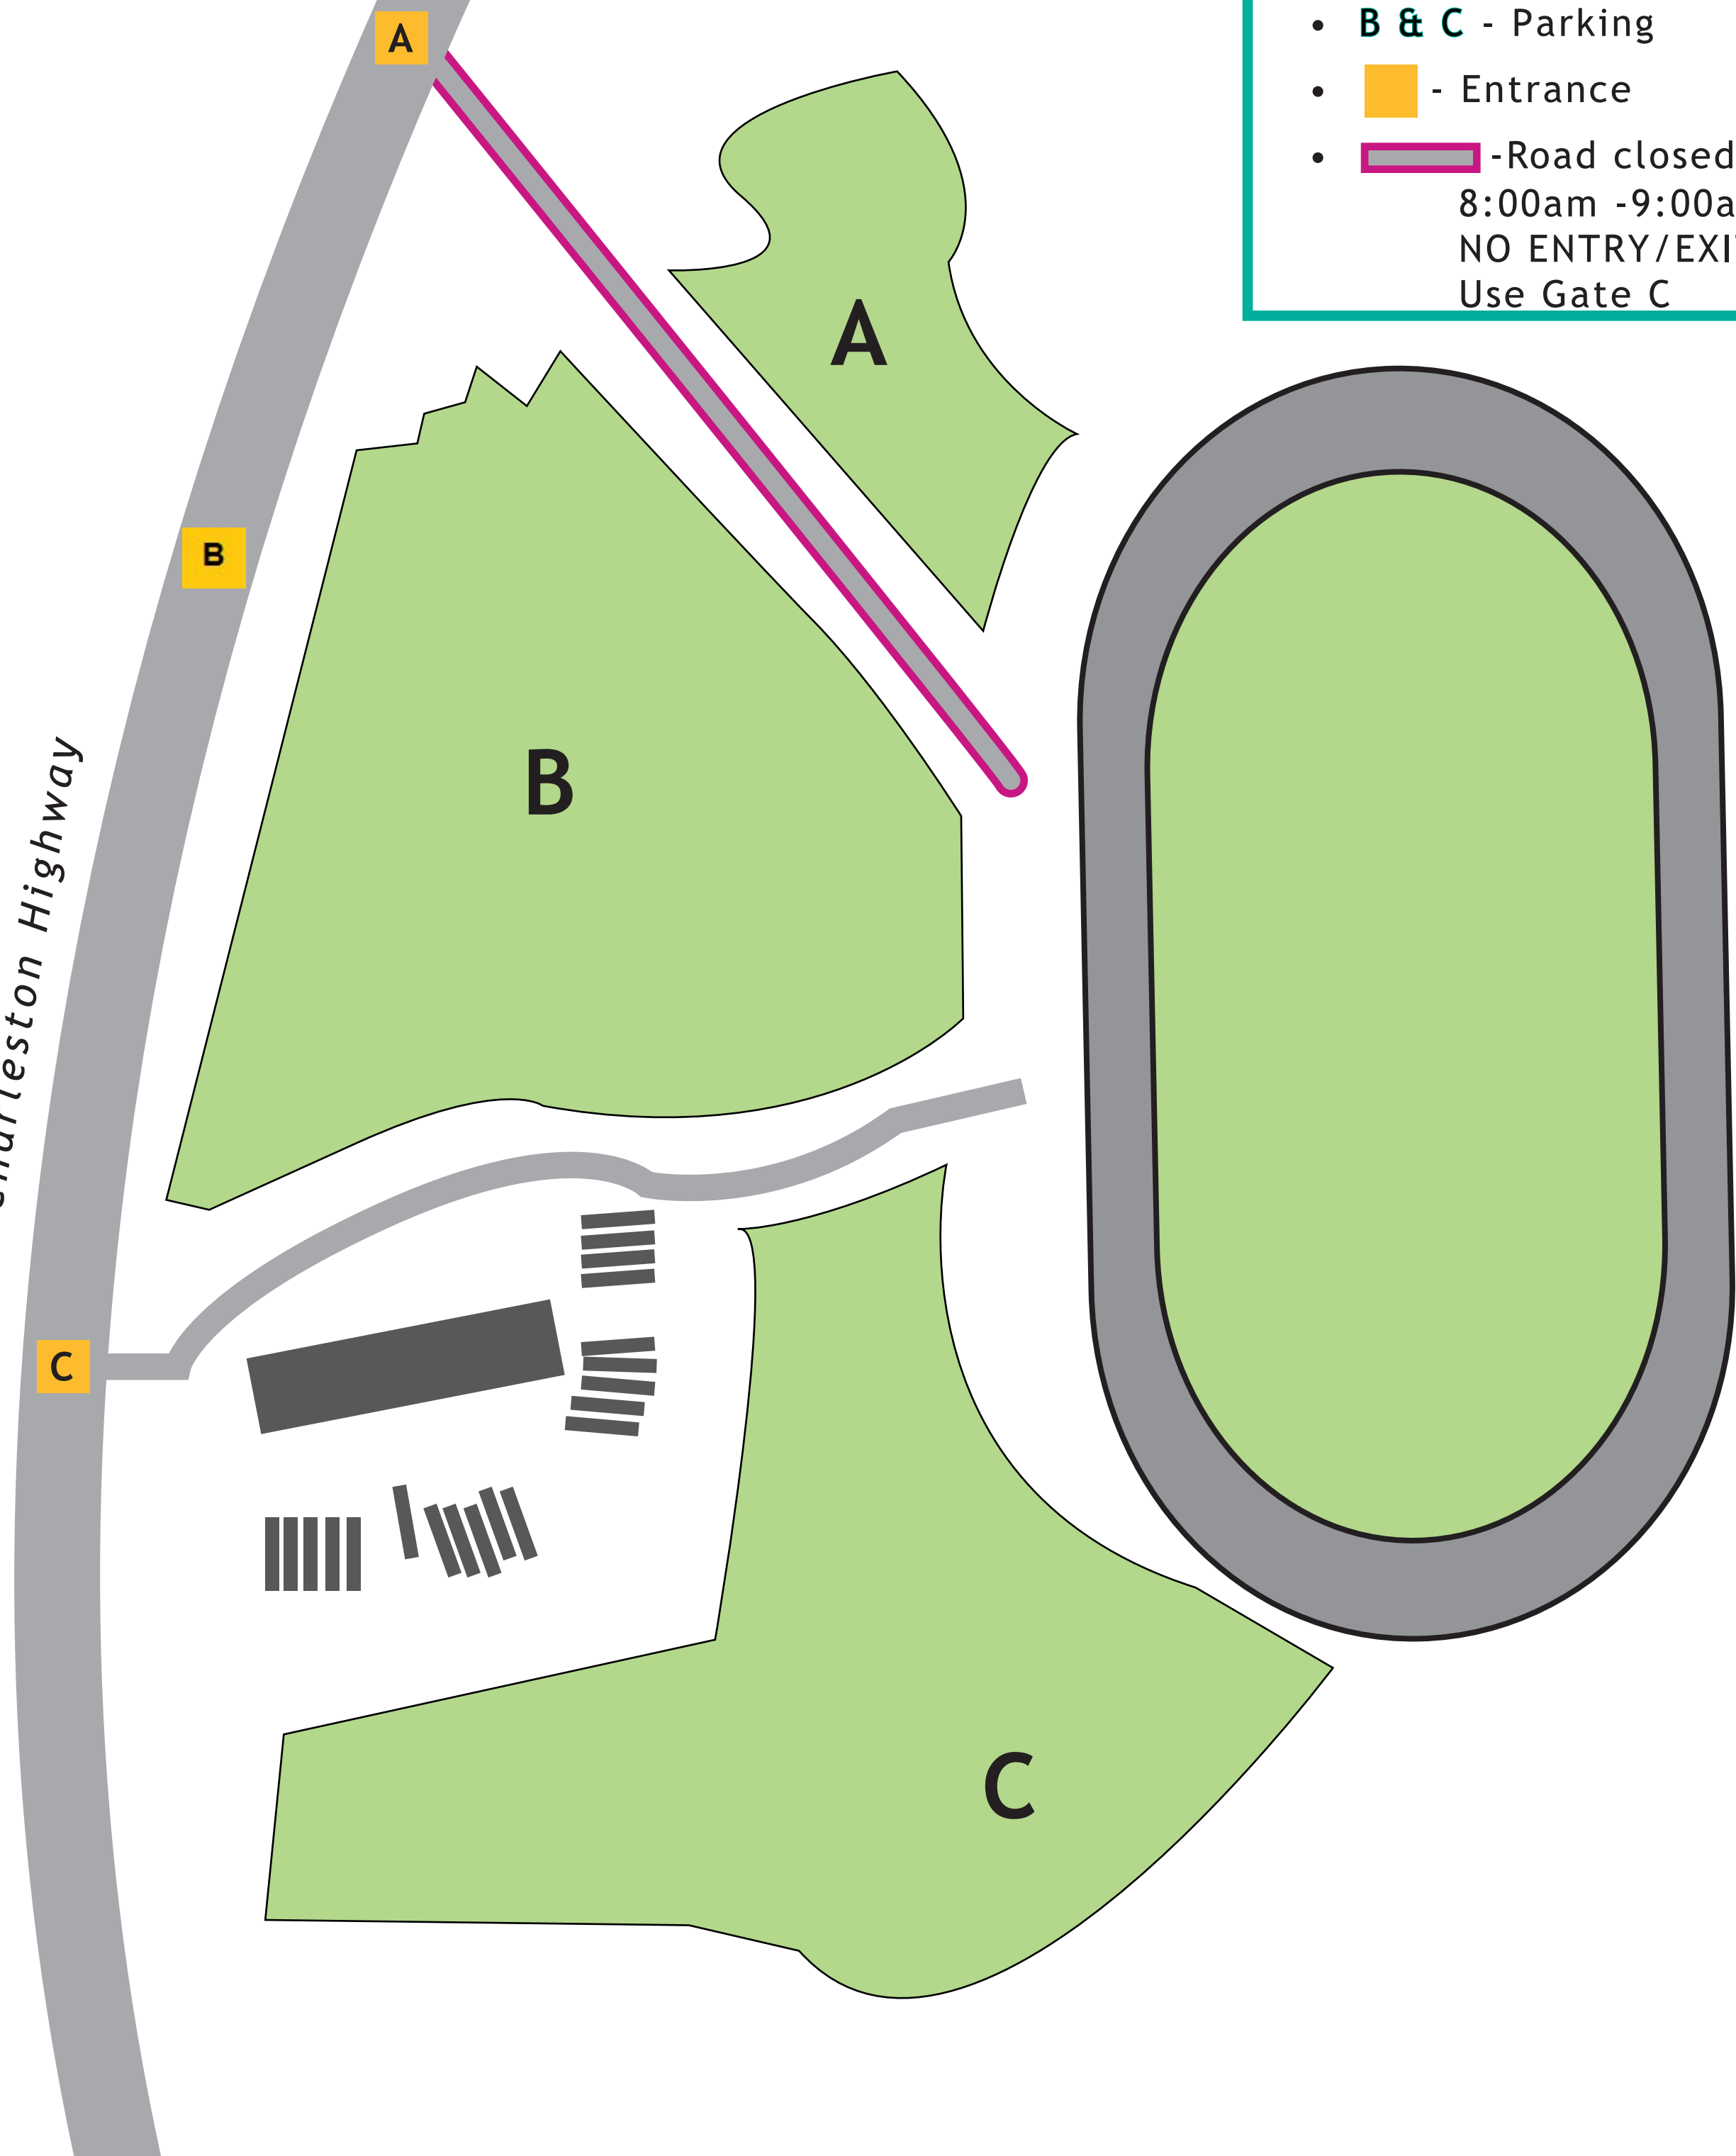 A
B & C - Parking
- Entrance
-Road closed
8:00am -9:00a
NO ENTRY/EXI
Use Gate C
A
B
B
Highway
C
C